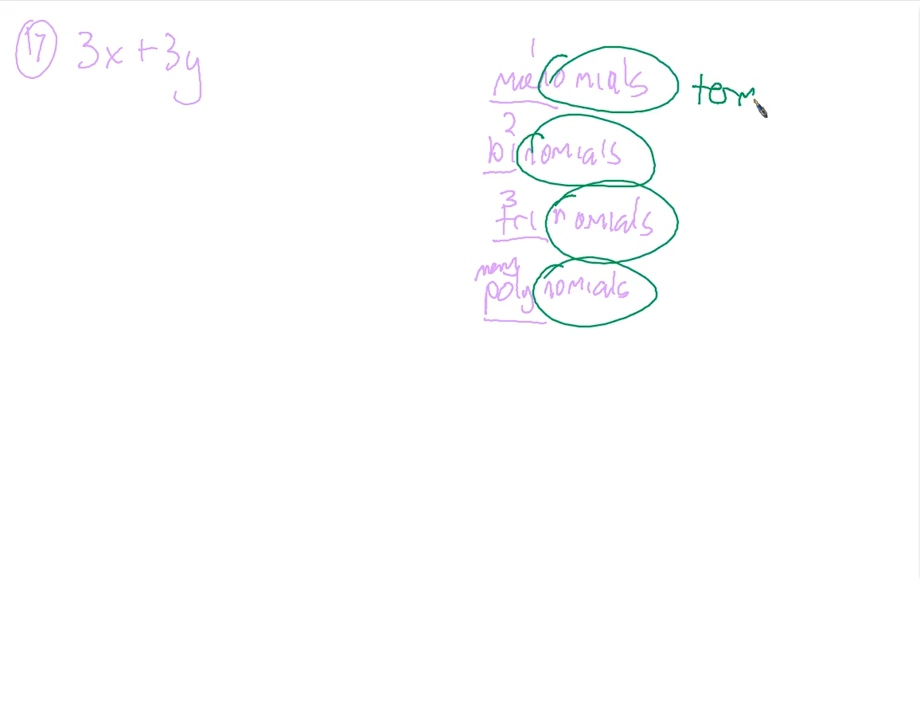 17 3x + 3y
1
monomials term
2
binomials
3
trinomials
many
polynomials